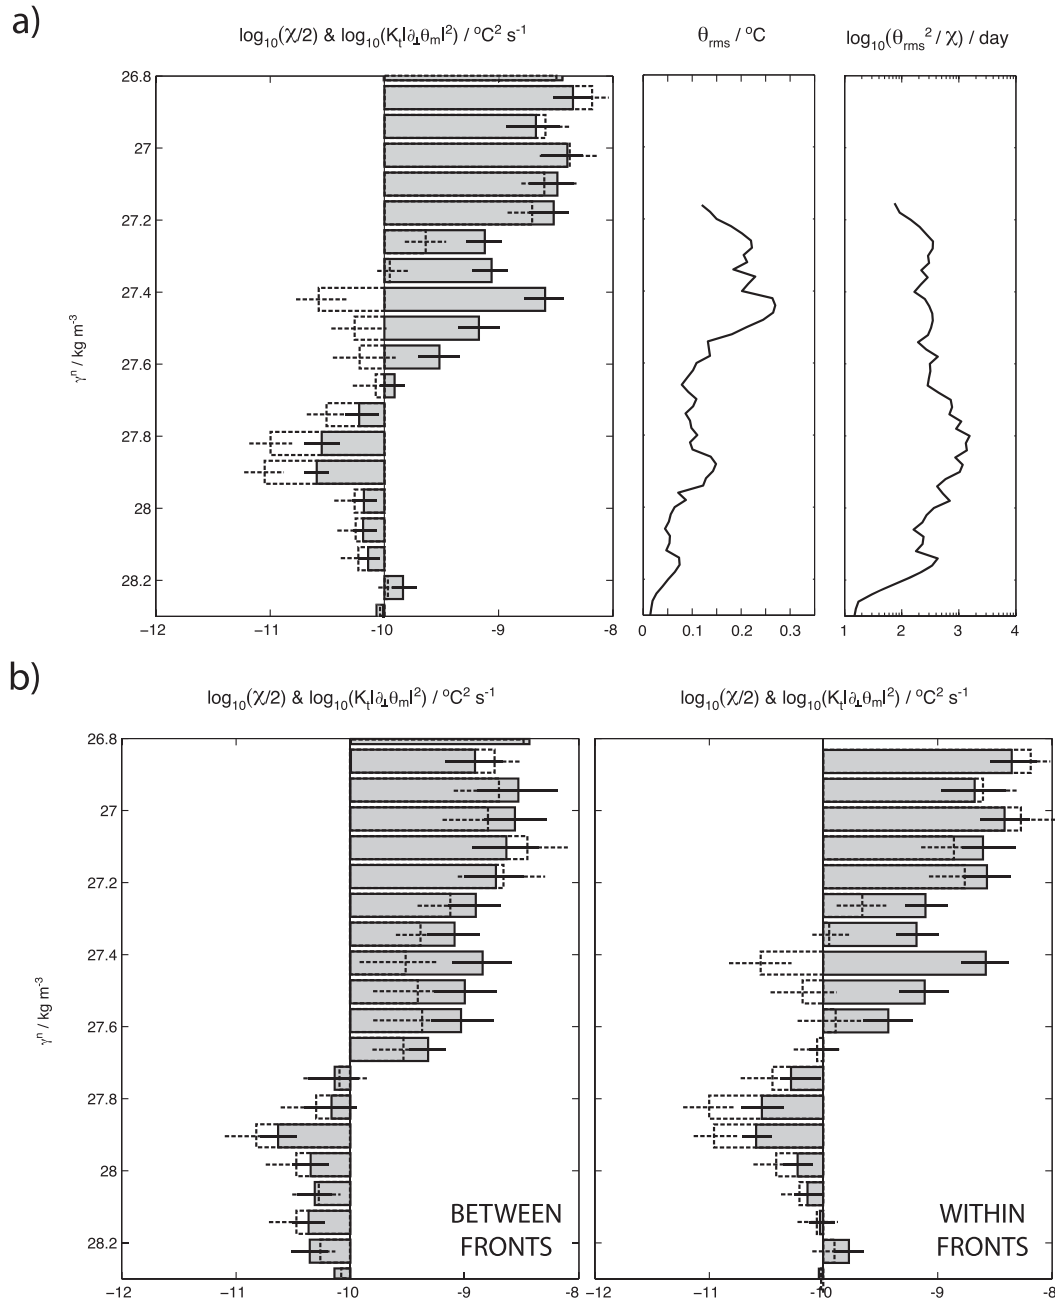 a)
log10(χ/2) & log10(Kt|∂⊥θm|²) / °C² s⁻¹
θrms / °C
log10(θrms² / χ) / day
26.8
27
27.2
27.4
27.6
27.8
28
28.2
γⁿ / kg m⁻³
−12 −11 −10 −9 −8
0 0.1 0.2 0.3
1 2 3 4
b)
log10(χ/2) & log10(Kt|∂⊥θm|²) / °C² s⁻¹
log10(χ/2) & log10(Kt|∂⊥θm|²) / °C² s⁻¹
26.8
27
27.2
27.4
27.6
27.8
28
28.2
γⁿ / kg m⁻³
BETWEEN
FRONTS
WITHIN
FRONTS
−12 −11 −10 −9 −8
−11 −10 −9 −8